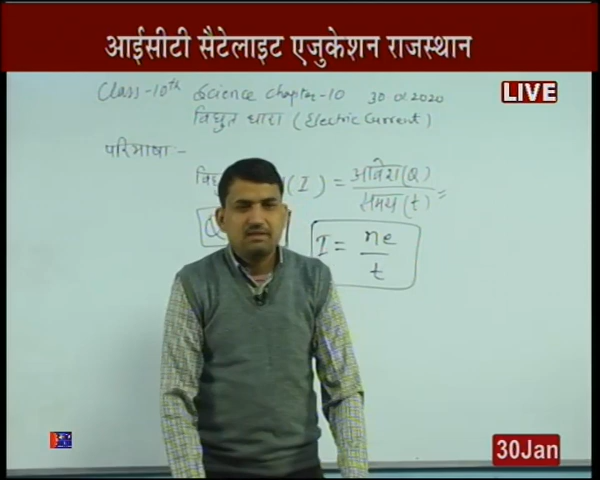 आईसीटी सैटेलाइट एजुकेशन राजस्थान
LIVE
Class-10th Science Chapter-10 30 01 2020
विद्युत धारा (Electric Current)
परिभाषा -
(I) = आवेश(Q)
समय(t) =
I = ne
t
30Jan